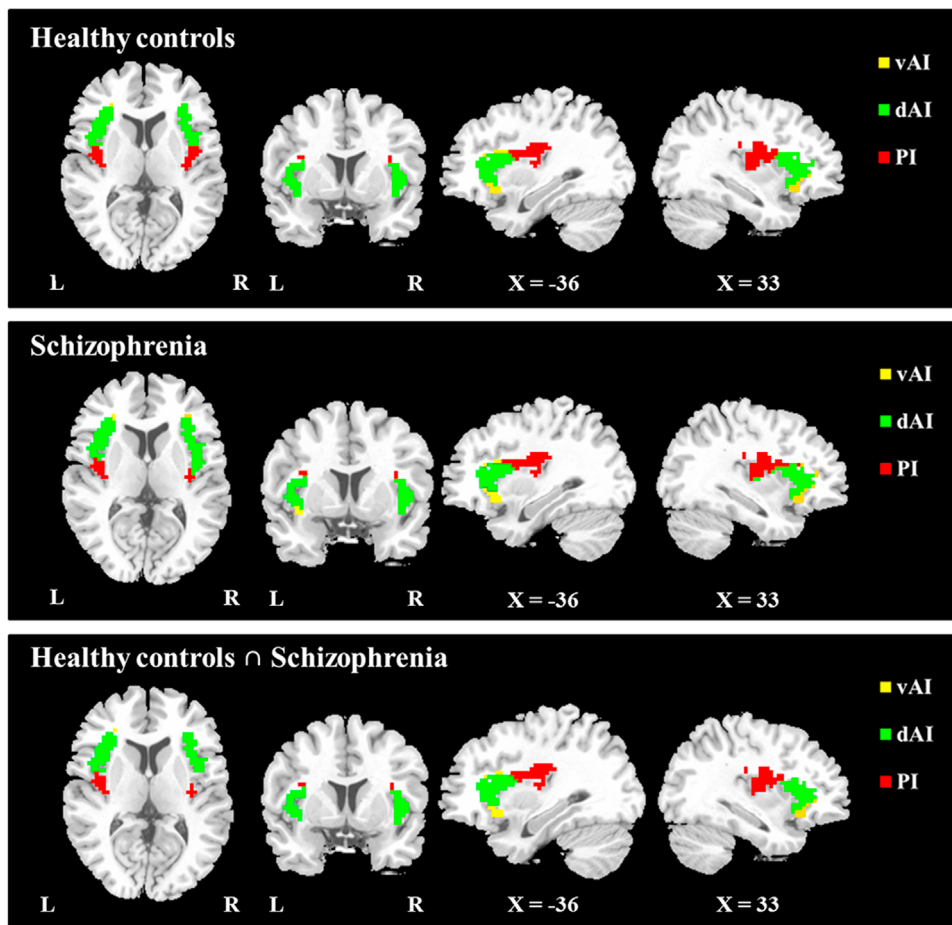 Healthy controls
vAI
dAI
PI
L R L R X = -36 X = 33
Schizophrenia
vAI
dAI
PI
L R L R X = -36 X = 33
Healthy controls ∩ Schizophrenia
vAI
dAI
PI
L R L R X = -36 X = 33